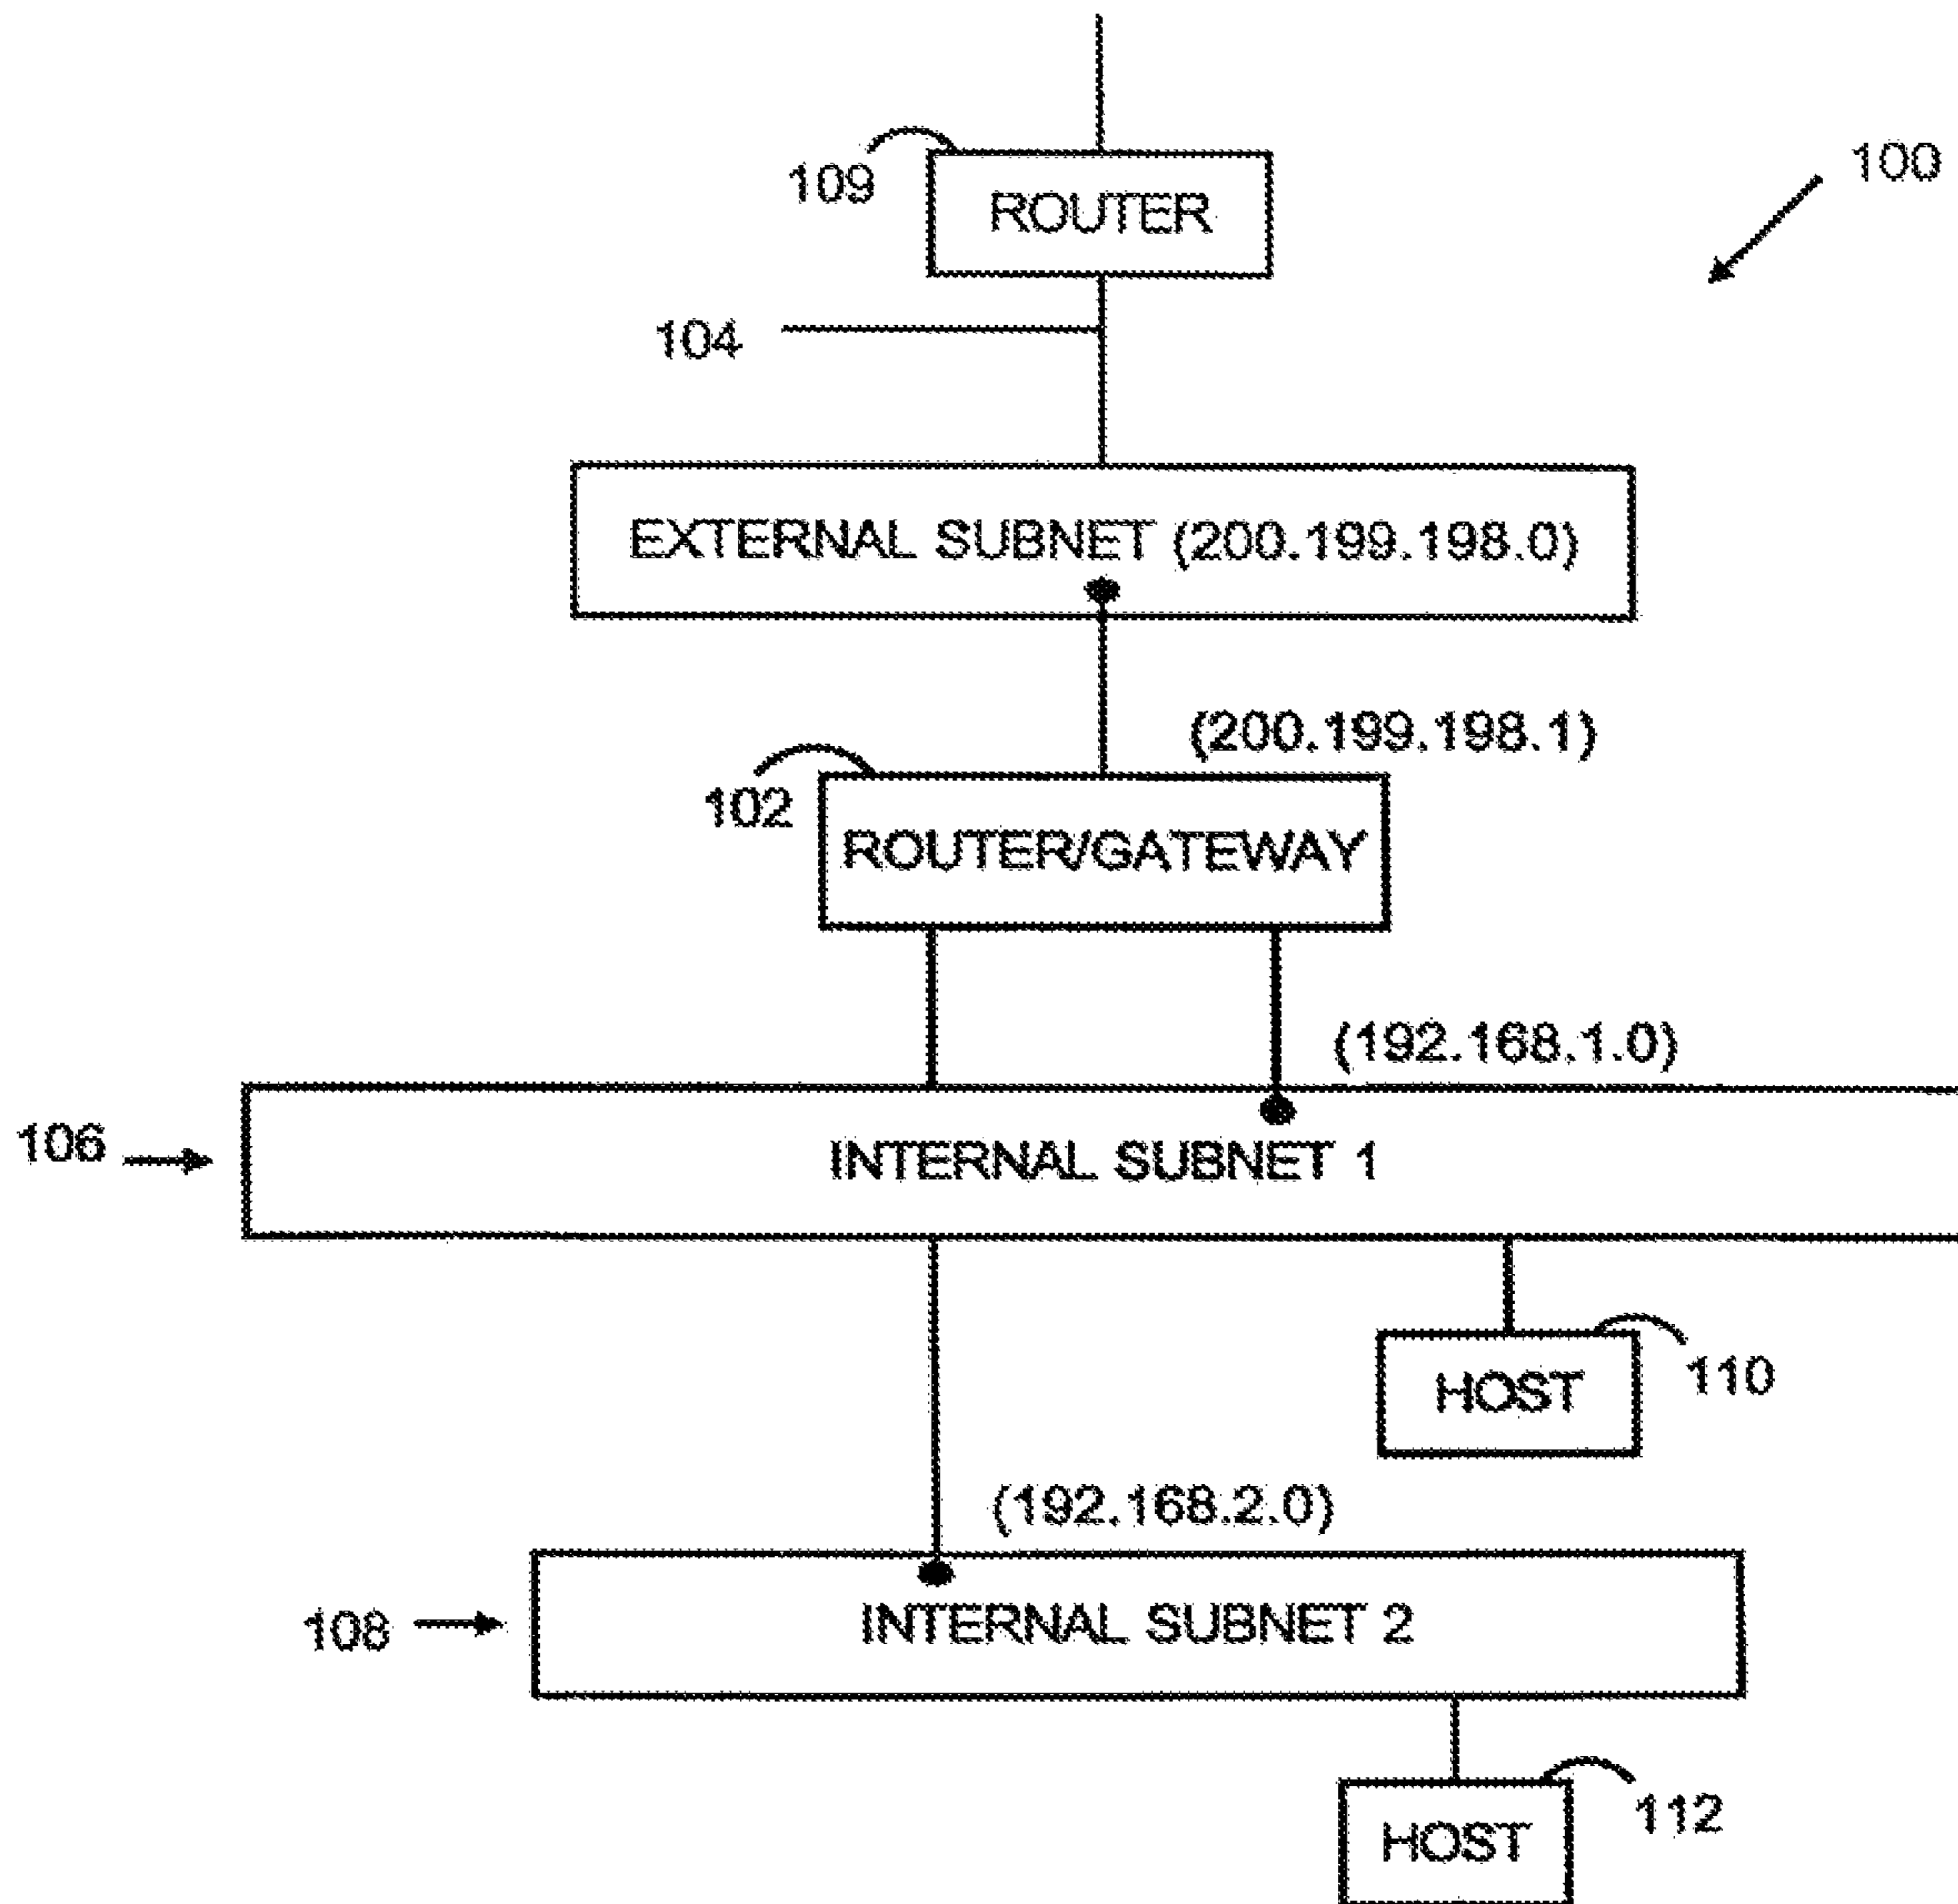 109
100
ROUTER
104
EXTERNAL SUBNET (200.199.198.0)
(200.199.198.1)
102
ROUTER/GATEWAY
(192.168.1.0)
106
INTERNAL SUBNET 1
110
HOST
(192.168.2.0)
108
INTERNAL SUBNET 2
112
HOST